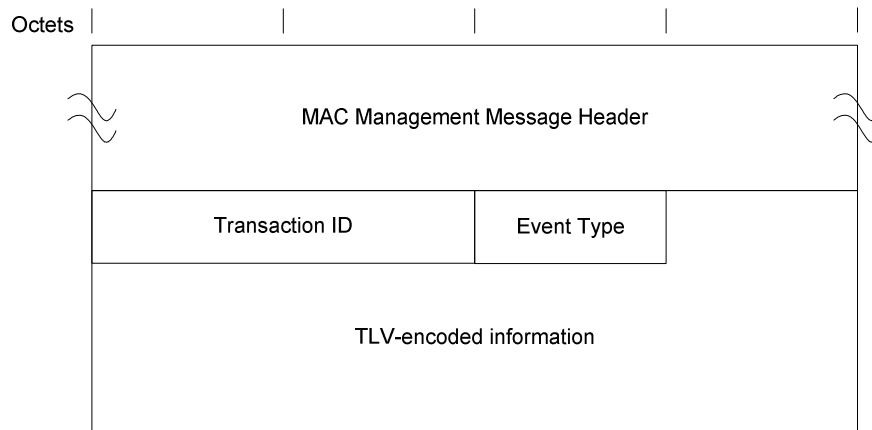 Octets
MAC Management Message Header
Transaction ID
Event Type
TLV-encoded information